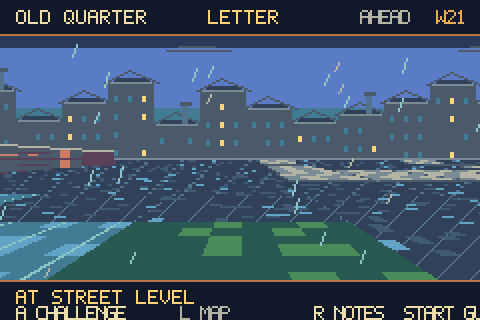 OLD QUARTER LETTER AHEAD W21
AT STREET LEVEL
A CHALLENGE L MAP R NOTES START